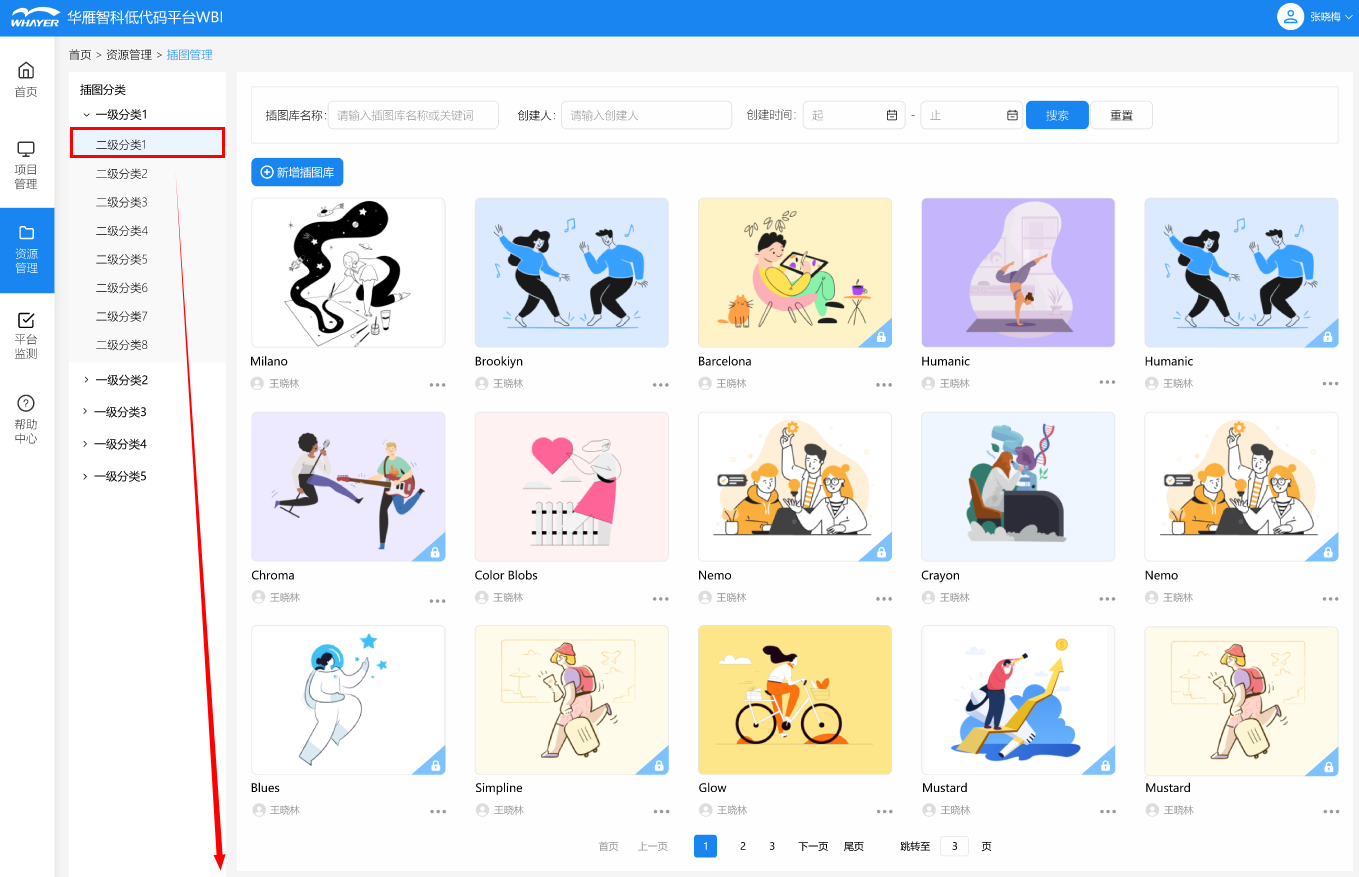 WHAYER 华雁智科低代码平台WBI
张晓梅
首页 > 资源管理 > 插图管理
首页
项目
管理
资源
管理
平台
监测
帮助
中心
插图分类
一级分类1
二级分类1
二级分类2
二级分类3
二级分类4
二级分类5
二级分类6
二级分类7
二级分类8
一级分类2
一级分类3
一级分类4
一级分类5
插图库名称: 请输入插图库名称或关键词 创建人: 请输入创建人 创建时间: 起 - 止 搜索 重置
新增插图库
Milano Brookiyn Barcelona Humanic Humanic
王晓林 王晓林 王晓林 王晓林 王晓林
Chroma Color Blobs Nemo Crayon Nemo
王晓林 王晓林 王晓林 王晓林 王晓林
Blues Simpline Glow Mustard Mustard
王晓林 王晓林 王晓林 王晓林 王晓林
首页 上一页 1 2 3 下一页 尾页 跳转至 3 页